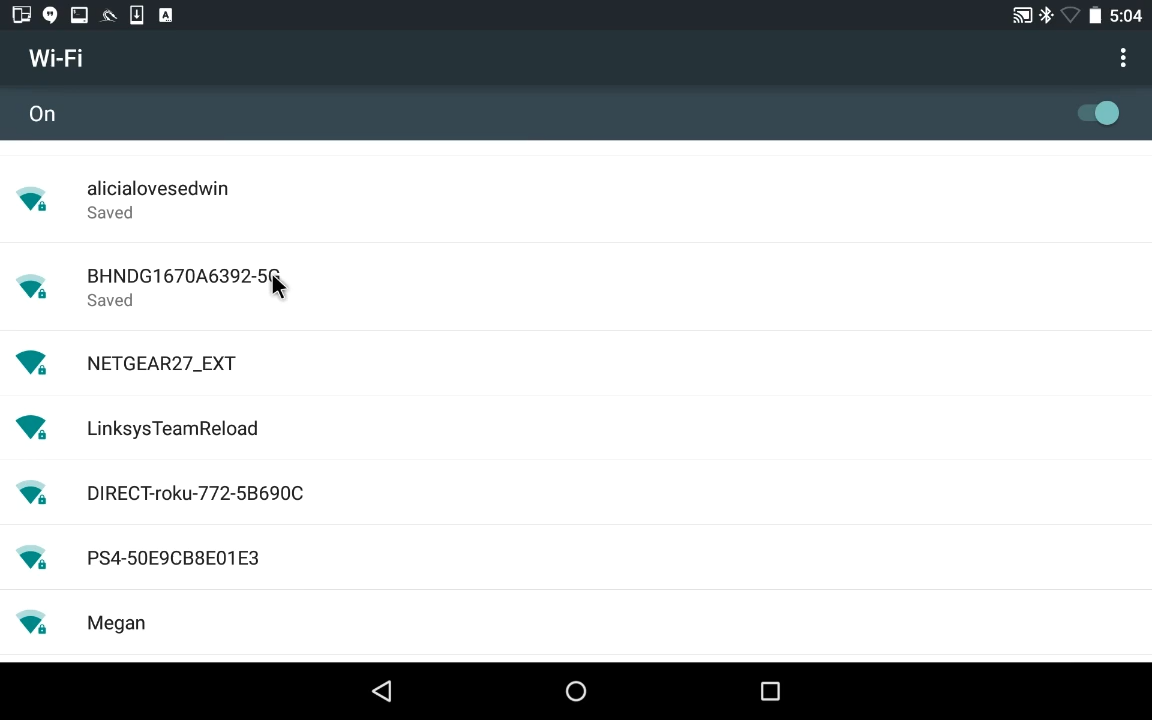 5:04
Wi-Fi
On
alicialovesedwin
Saved
BHNDG1670A6392-5G
Saved
NETGEAR27_EXT
LinksysTeamReload
DIRECT-roku-772-5B690C
PS4-50E9CB8E01E3
Megan